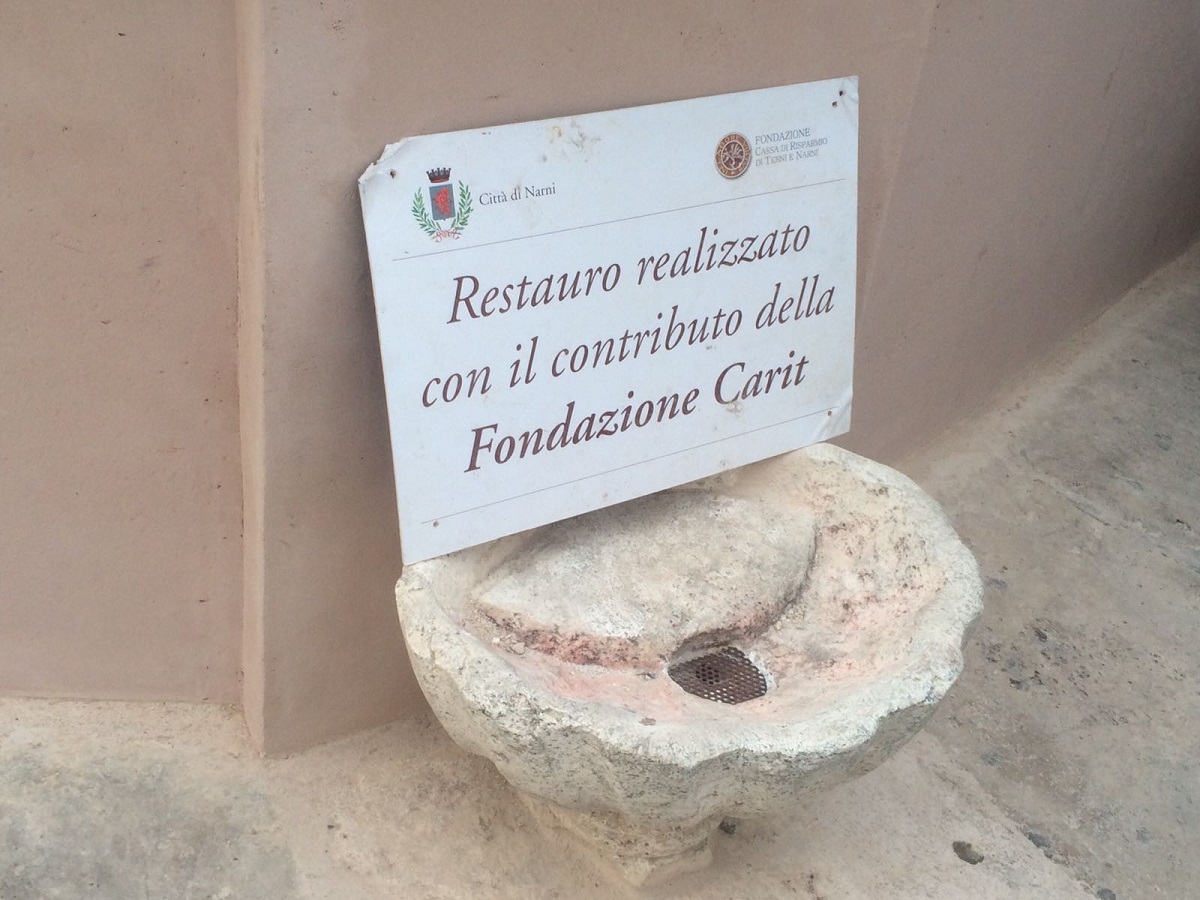 Città di Narni
FONDAZIONE
CASSA DI RISPARMIO
DI TERNI E NARNI
Restauro realizzato
con il contributo della
Fondazione Carit